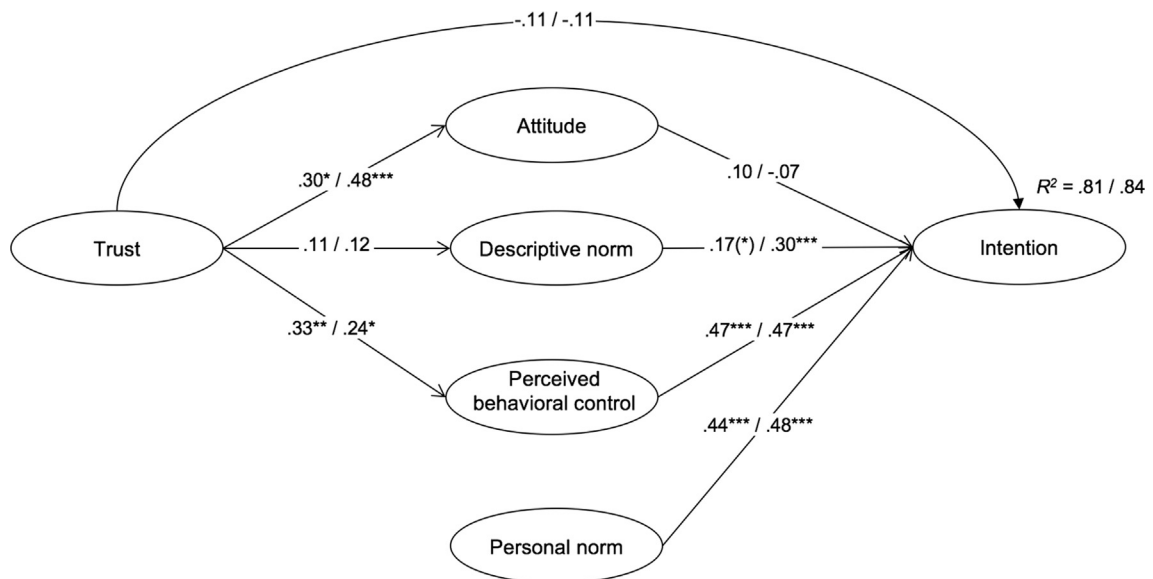 -.11 / -.11
Attitude
.30* / .48***
.10 / -.07
R² = .81 / .84
Trust
.11 / .12
Descriptive norm
.17(*) / .30***
Intention
.33** / .24*
.47*** / .47***
Perceived
behavioral control
.44*** / .48***
Personal norm